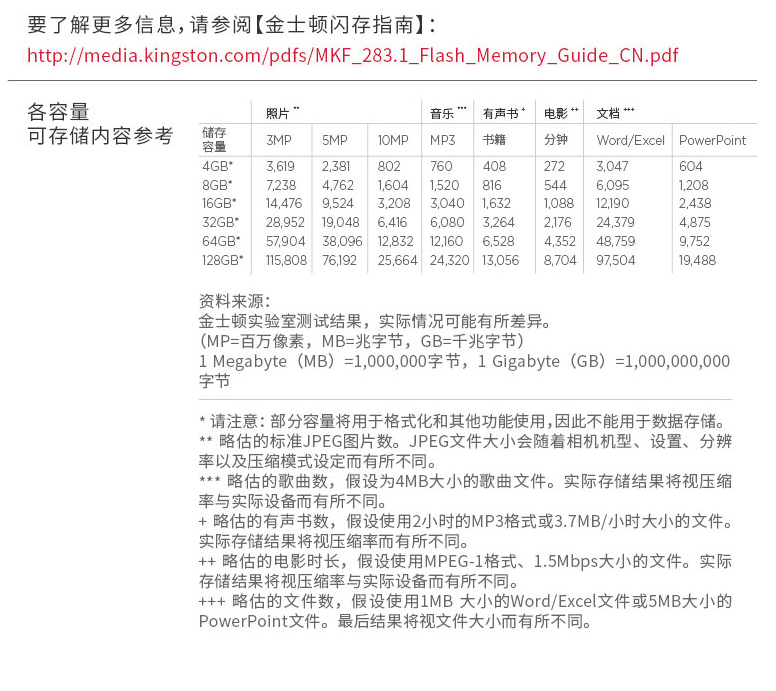 要了解更多信息，请参阅【金士顿闪存指南】：
http://media.kingston.com/pdfs/MKF_283.1_Flash_Memory_Guide_CN.pdf
各容量
可存储内容参考
照片 ** 音乐 *** 有声书 + 电影 ++ 文档 +++
储存容量 3MP 5MP 10MP MP3 书籍 分钟 Word/Excel PowerPoint
4GB* 3,619 2,381 802 760 408 272 3,047 604
8GB* 7,238 4,762 1,604 1,520 816 544 6,095 1,208
16GB* 14,476 9,524 3,208 3,040 1,632 1,088 12,190 2,438
32GB* 28,952 19,048 6,416 6,080 3,264 2,176 24,379 4,875
64GB* 57,904 38,096 12,832 12,160 6,528 4,352 48,759 9,752
128GB* 115,808 76,192 25,664 24,320 13,056 8,704 97,504 19,488
资料来源：
金士顿实验室测试结果，实际情况可能有所差异。
（MP=百万像素，MB=兆字节，GB=千兆字节）
1 Megabyte（MB）=1,000,000字节，1 Gigabyte（GB）=1,000,000,000
字节
* 请注意：部分容量将用于格式化和其他功能使用，因此不能用于数据存储。
** 略估的标准JPEG图片数。JPEG文件大小会随着相机机型、设置、分辨
率以及压缩模式设定而有所不同。
*** 略估的歌曲数，假设为4MB大小的歌曲文件。实际存储结果将视压缩
率与实际设备而有所不同。
+ 略估的有声书数，假设使用2小时的MP3格式或3.7MB/小时大小的文件。
实际存储结果将视压缩率而有所不同。
++ 略估的电影时长，假设使用MPEG-1格式、1.5Mbps大小的文件。实际
存储结果将视压缩率与实际设备而有所不同。
+++ 略估的文件数，假设使用1MB 大小的Word/Excel文件或5MB大小的
PowerPoint文件。最后结果将视文件大小而有所不同。